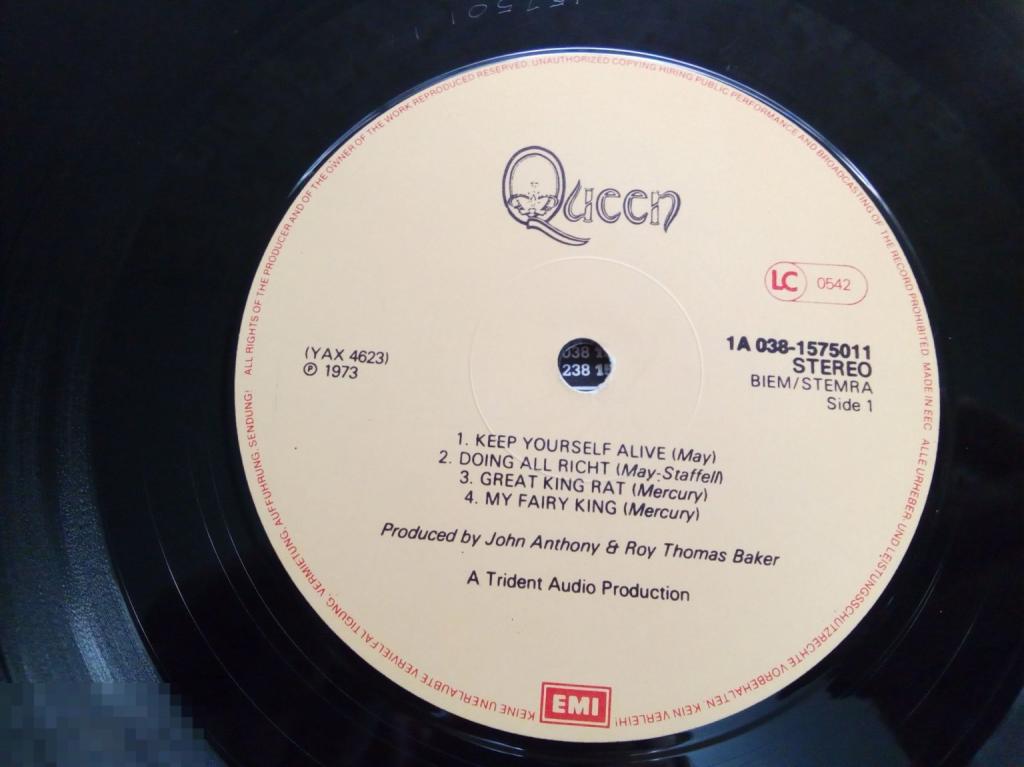 57501
ALL RIGHTS OF THE PRODUCER AND OF THE OWNER OF THE WORK REPRODUCED RESERVED. UNAUTHORIZED COPYING HIRING PUBLIC PERFORMANCE AND BROADCASTING OF THE RECORD PROHIBITED. MADE IN EEC
Queen
LC 0542
(YAX 4623)
℗ 1973
1A 038-1575011
STEREO
BIEM/STEMRA
Side 1
038 1
238 15
1. KEEP YOURSELF ALIVE (May)
2. DOING ALL RICHT (May-Staffell)
3. GREAT KING RAT (Mercury)
4. MY FAIRY KING (Mercury)
Produced by John Anthony & Roy Thomas Baker
A Trident Audio Production
EMI
ALLE URHEBER- UND LEISTUNGSSCHUTZRECHTE VORBEHALTEN. KEIN VERLEIH! KEINE UNERLAUBTE VERVIELFALTIGUNG, VERMIETUNG, AUFFUHRUNG, SENDUNG!